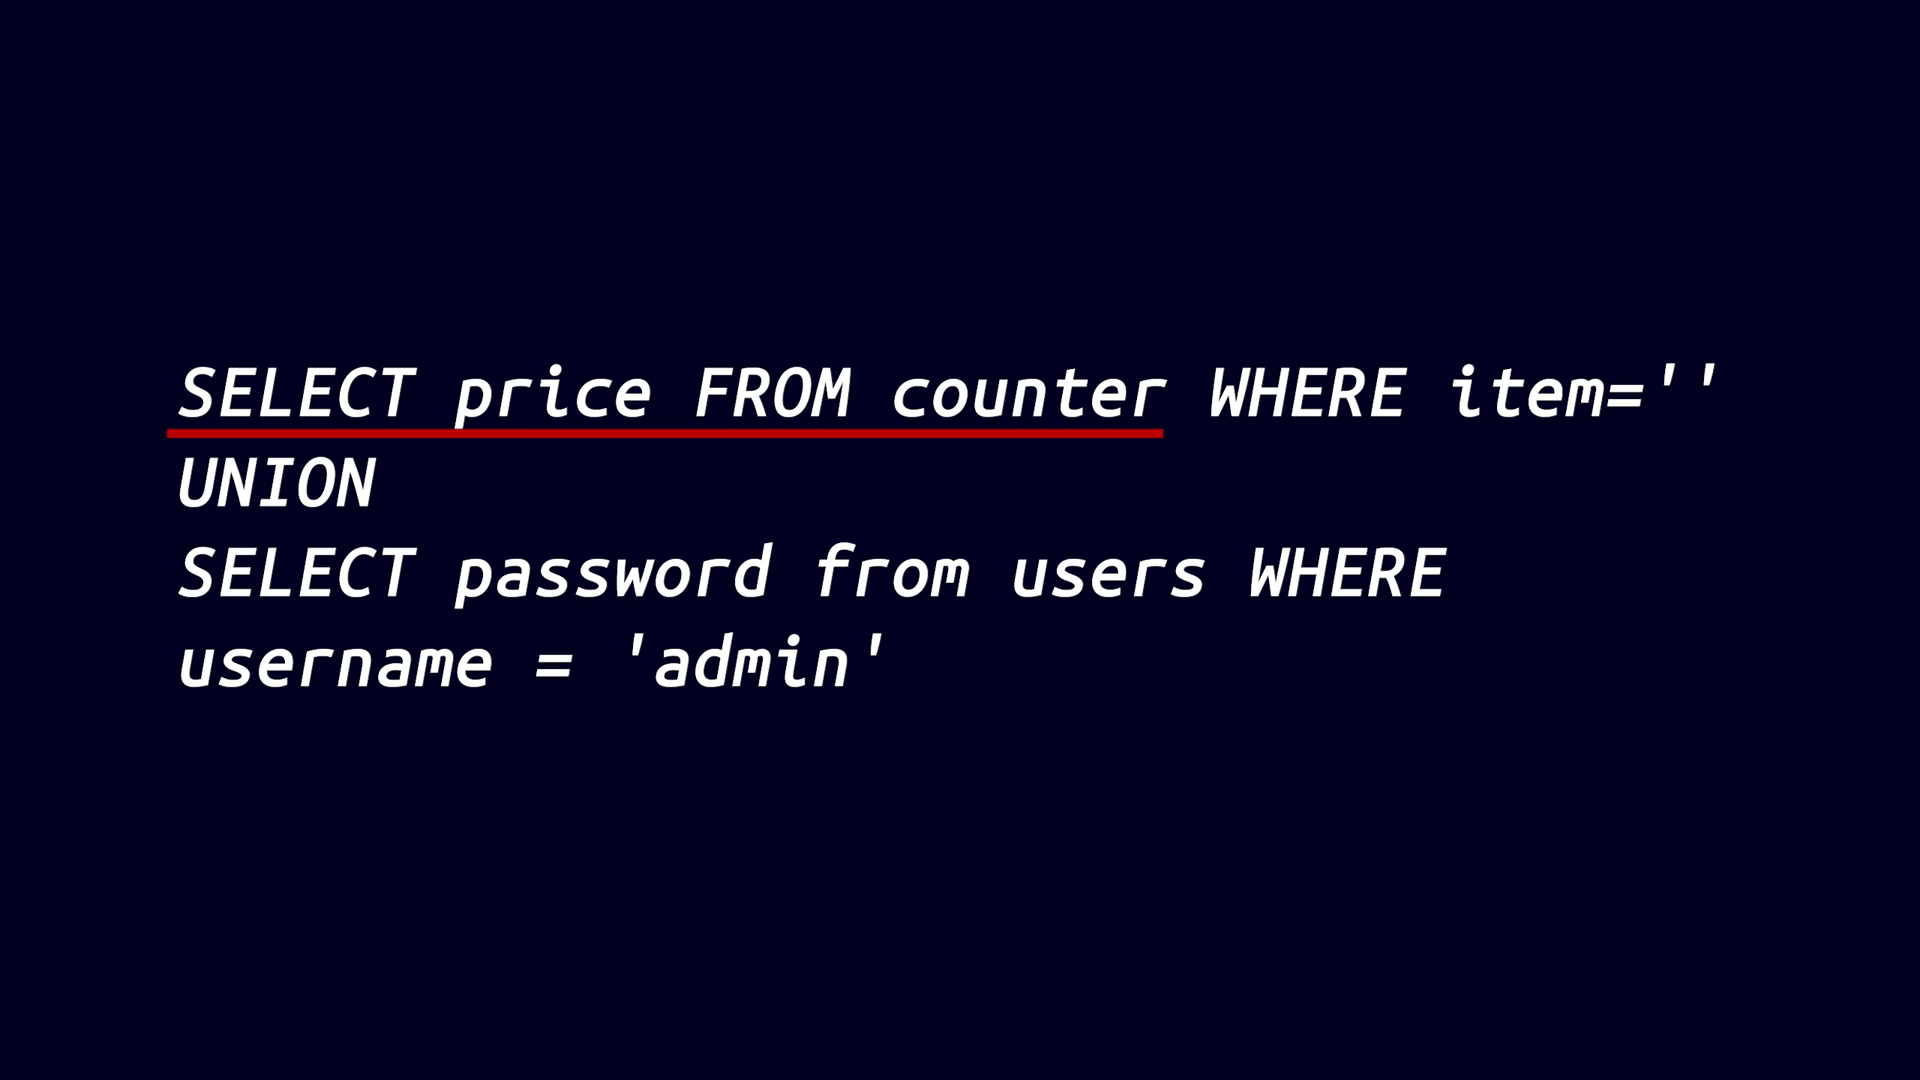 SELECT price FROM counter WHERE item=''
UNION
SELECT password from users WHERE
username = 'admin'